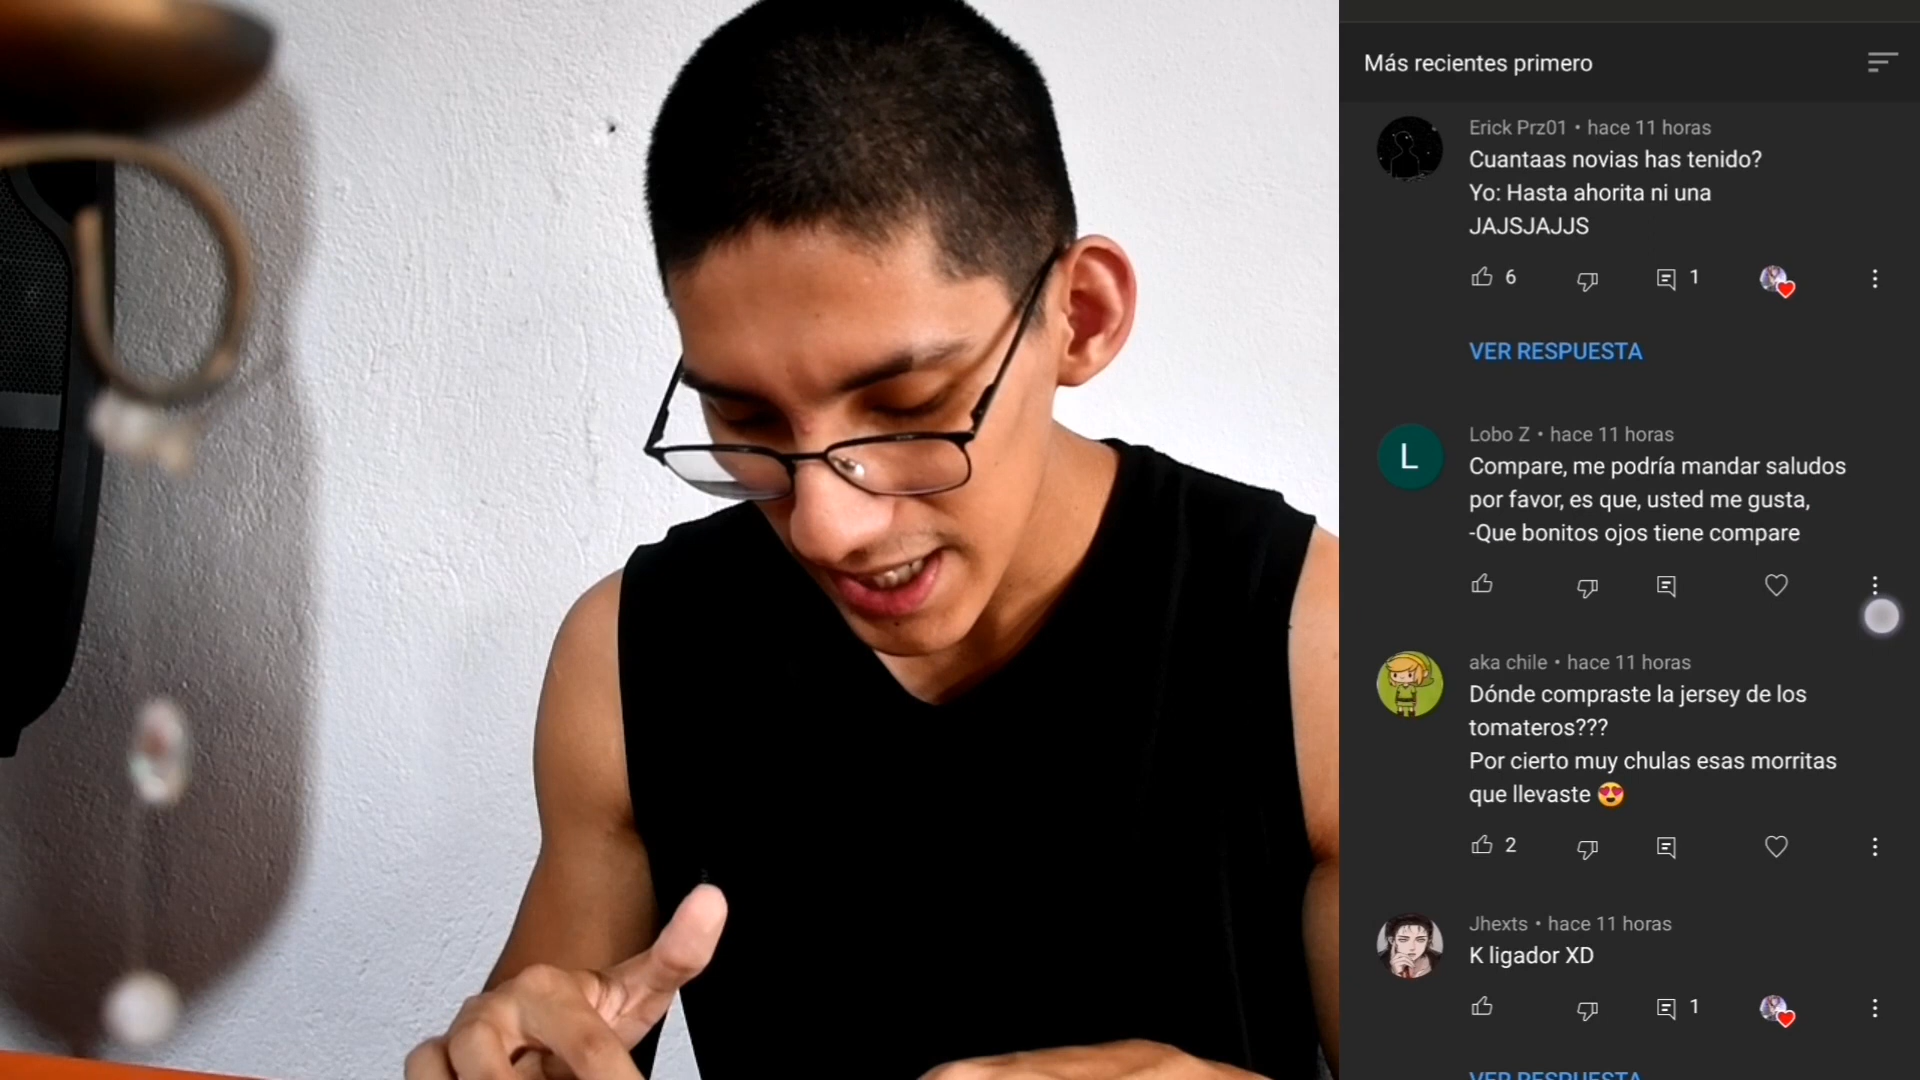 Más recientes primero
Erick Prz01 • hace 11 horas
Cuantaas novias has tenido?
Yo: Hasta ahorita ni una
JAJSJAJJS
6
1
VER RESPUESTA
L
Lobo Z • hace 11 horas
Compare, me podría mandar saludos
por favor, es que, usted me gusta,
-Que bonitos ojos tiene compare
aka chile • hace 11 horas
Dónde compraste la jersey de los
tomateros???
Por cierto muy chulas esas morritas
que llevaste 😍
2
Jhexts • hace 11 horas
K ligador XD
1
VER RESPUESTA